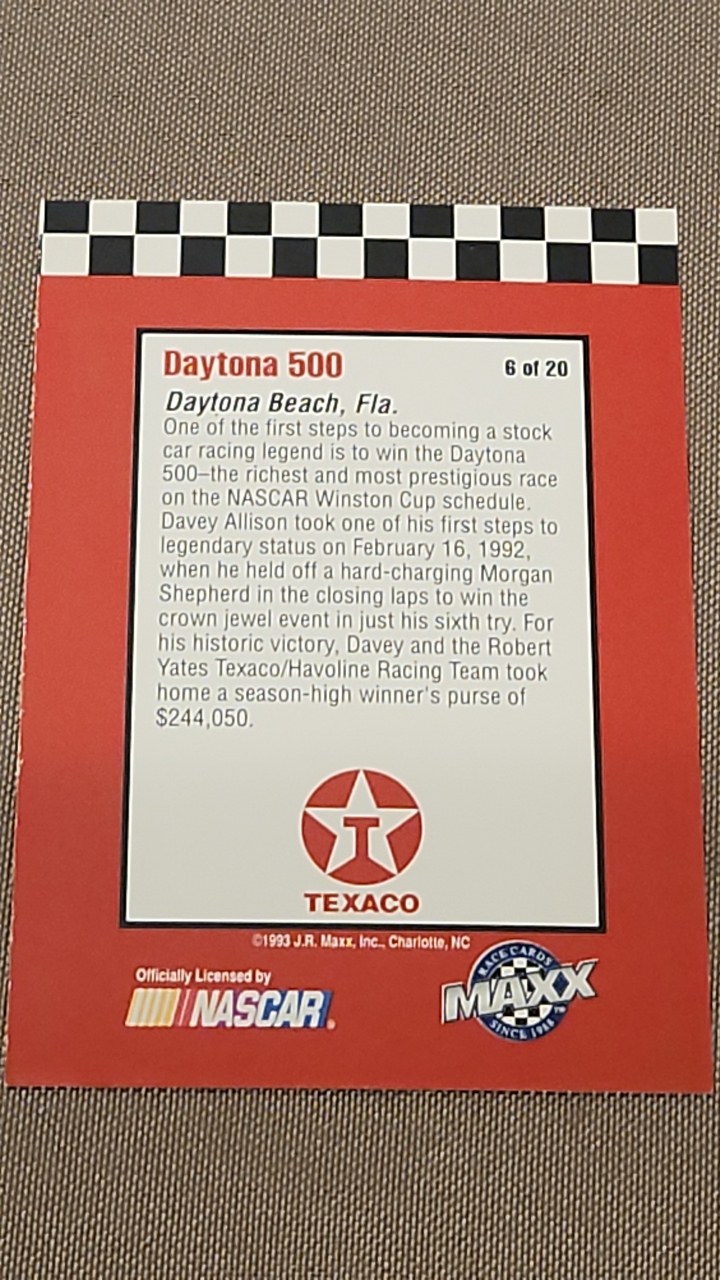 Daytona 500
6 of 20
Daytona Beach, Fla.
One of the first steps to becoming a stock
car racing legend is to win the Daytona
500–the richest and most prestigious race
on the NASCAR Winston Cup schedule.
Davey Allison took one of his first steps to
legendary status on February 16, 1992,
when he held off a hard-charging Morgan
Shepherd in the closing laps to win the
crown jewel event in just his sixth try. For
his historic victory, Davey and the Robert
Yates Texaco/Havoline Racing Team took
home a season-high winner's purse of
$244,050.
T
TEXACO
©1993 J.R. Maxx, Inc., Charlotte, NC
Officially Licensed by
NASCAR
RACE CARDS
MAXX
SINCE 1988